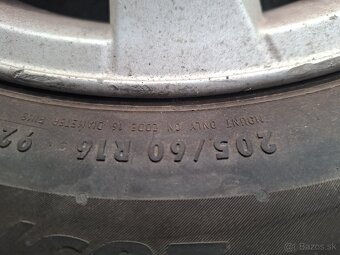 205/60 R16 92
MOUNT ONLY ON CODE 16 DIAMETER RIMS
bazos.sk